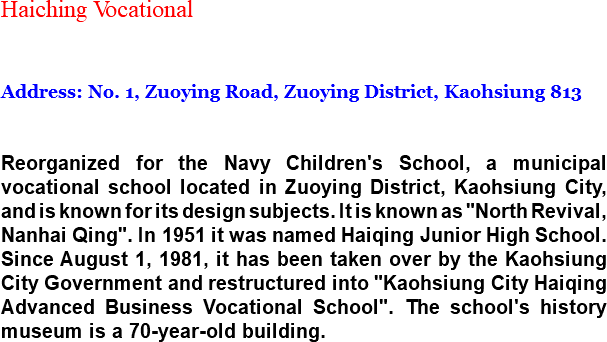 Haiching Vocational
Address: No. 1, Zuoying Road, Zuoying District, Kaohsiung 813
Reorganized for the Navy Children's School, a municipal
vocational school located in Zuoying District, Kaohsiung City,
and is known for its design subjects. It is known as "North Revival,
Nanhai Qing". In 1951 it was named Haiqing Junior High School.
Since August 1, 1981, it has been taken over by the Kaohsiung
City Government and restructured into "Kaohsiung City Haiqing
Advanced Business Vocational School". The school's history
museum is a 70-year-old building.